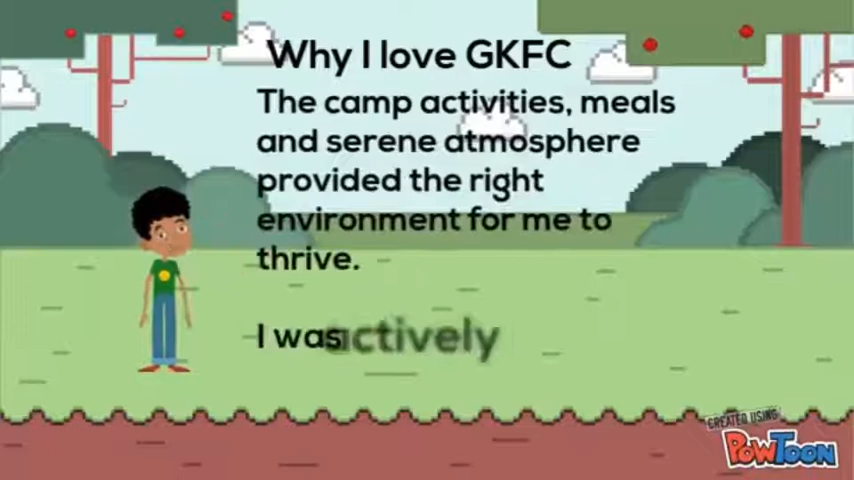 Why I love GKFC
The camp activities, meals
and serene atmosphere
provided the right
environment for me to
thrive.
I was actively
CREATED USING
POWTOON